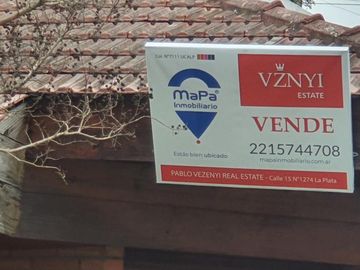 MaPa
Inmobiliario
Estás bien ubicado
VZNYI
ESTATE
VENDE
2215744708
mapainmobiliario.com.ar
PABLO VEZENYI REAL ESTATE - Calle 15 N°1274 La Plata